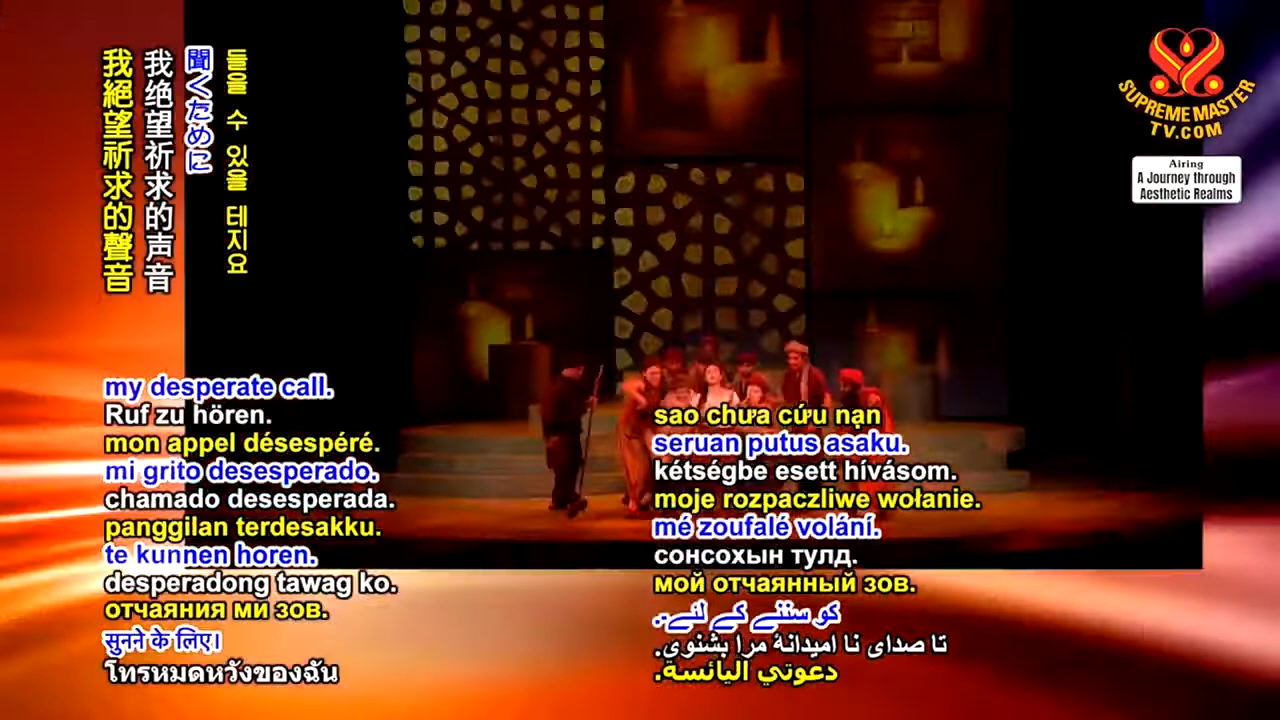 我絕望祈求的聲音
我绝望祈求的声音
聞くために
들을 수 있을 테지요
SUPREME MASTER
TV.COM
Airing
A Journey through
Aesthetic Realms
my desperate call.
Ruf zu hören.
mon appel désespéré.
mi grito desesperado.
chamado desesperada.
panggilan terdesakku.
te kunnen horen.
desperadong tawag ko.
отчаяния ми зов.
सुनने के लिए।
โทรหมดหวังของฉัน
sao chưa cứu nạn
seruan putus asaku.
kétségbe esett hívásom.
moje rozpaczliwe wołanie.
mé zoufalé volání.
сонсохын тулд.
мой отчаянный зов.
کو سننے کے لئے-.
تا صدای نا امیدانهٔ مرا بشنوی.
دعوتي اليائسة.